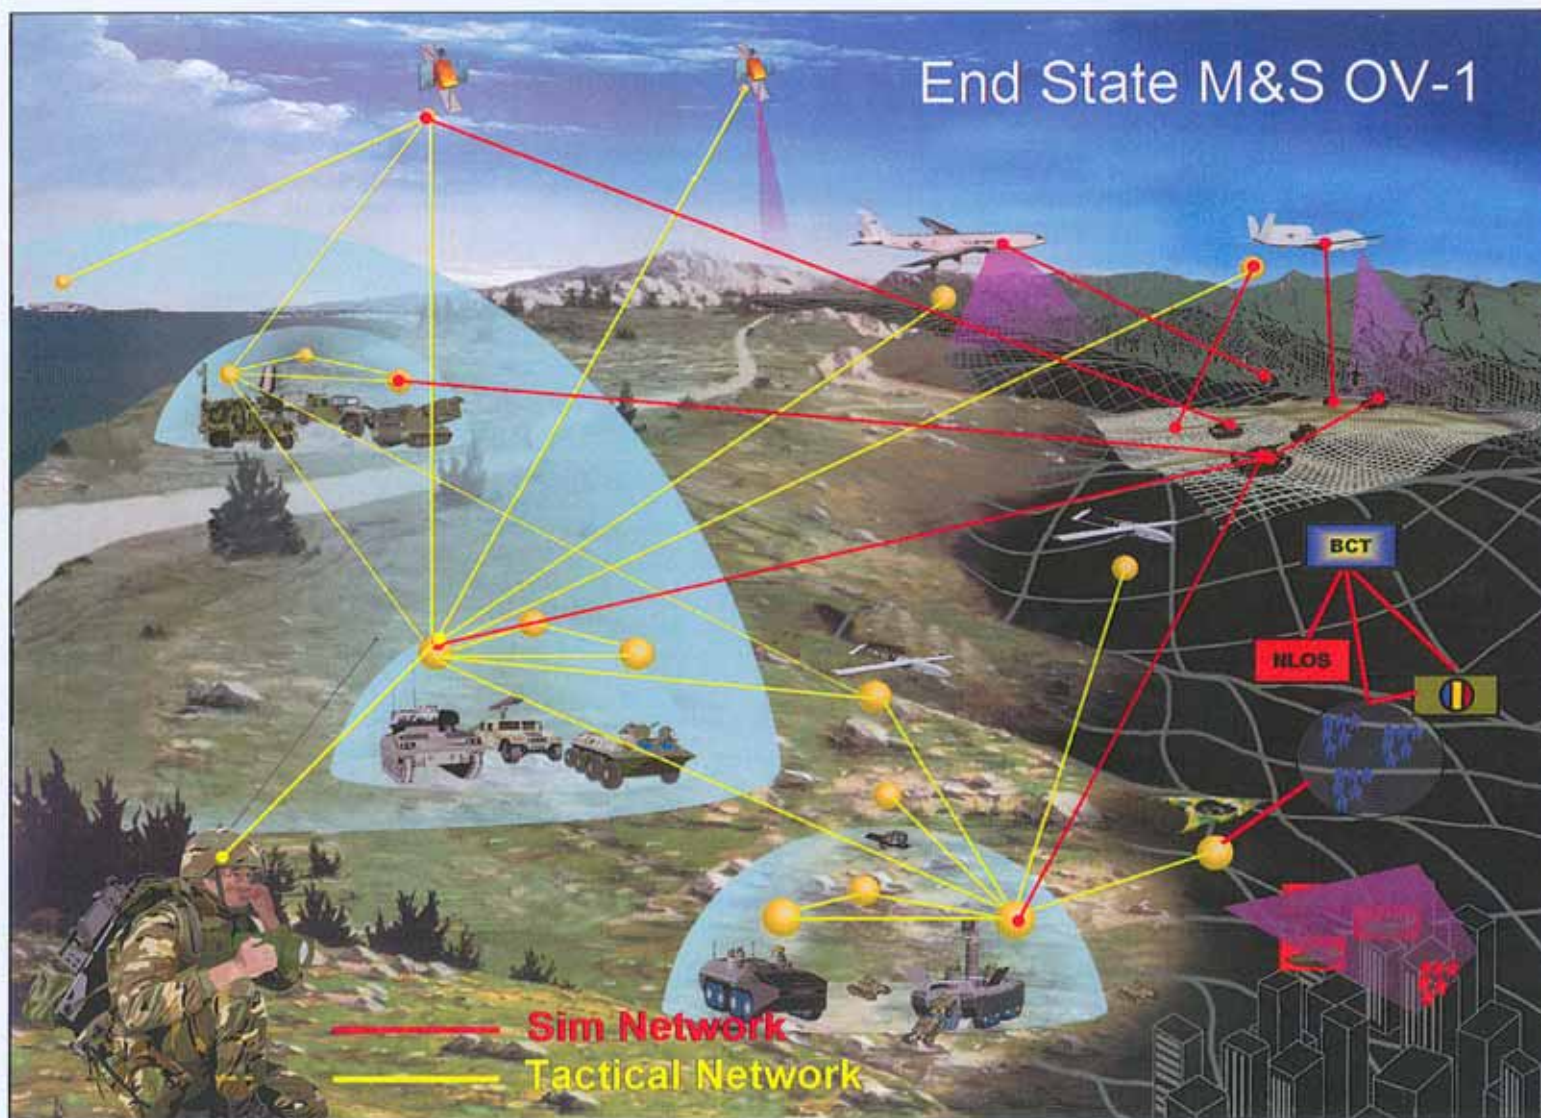 End State M&S OV-1
BCT
NLOS
Sim Network
Tactical Network